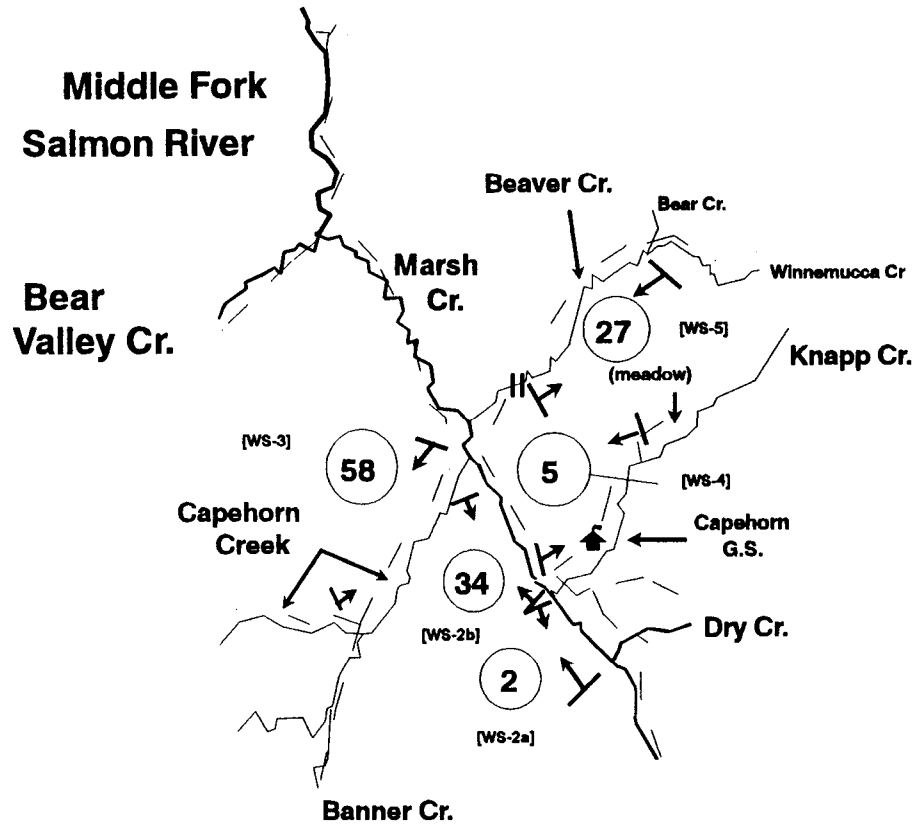 Middle Fork
Salmon River
Beaver Cr.
Bear Cr.
Marsh
Cr.
Winnemucca Cr
Bear
Valley Cr.
27
[WS-5]
Knapp Cr.
(meadow)
[WS-3]
58
5
[WS-4]
Capehorn
Creek
Capehorn
G.S.
34
[WS-2b]
Dry Cr.
2
[WS-2a]
Banner Cr.